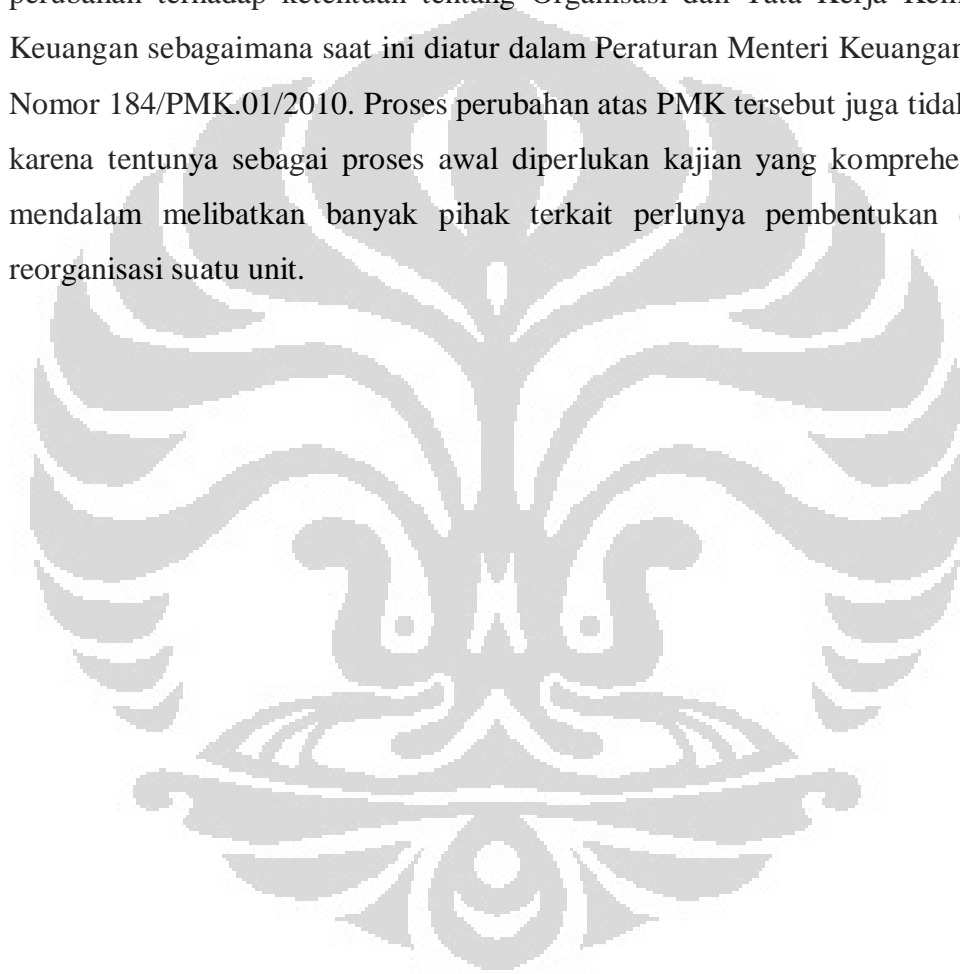 perubahan terhadap ketentuan tentang Organisasi dan Tata Kerja
Keuangan sebagaimana saat ini diatur dalam Peraturan Menteri Keuangan
Nomor 184/PMK.01/2010. Proses perubahan atas PMK tersebut juga
karena tentunya sebagai proses awal diperlukan kajian yang
mendalam melibatkan banyak pihak terkait perlunya pembentukan
reorganisasi suatu unit.